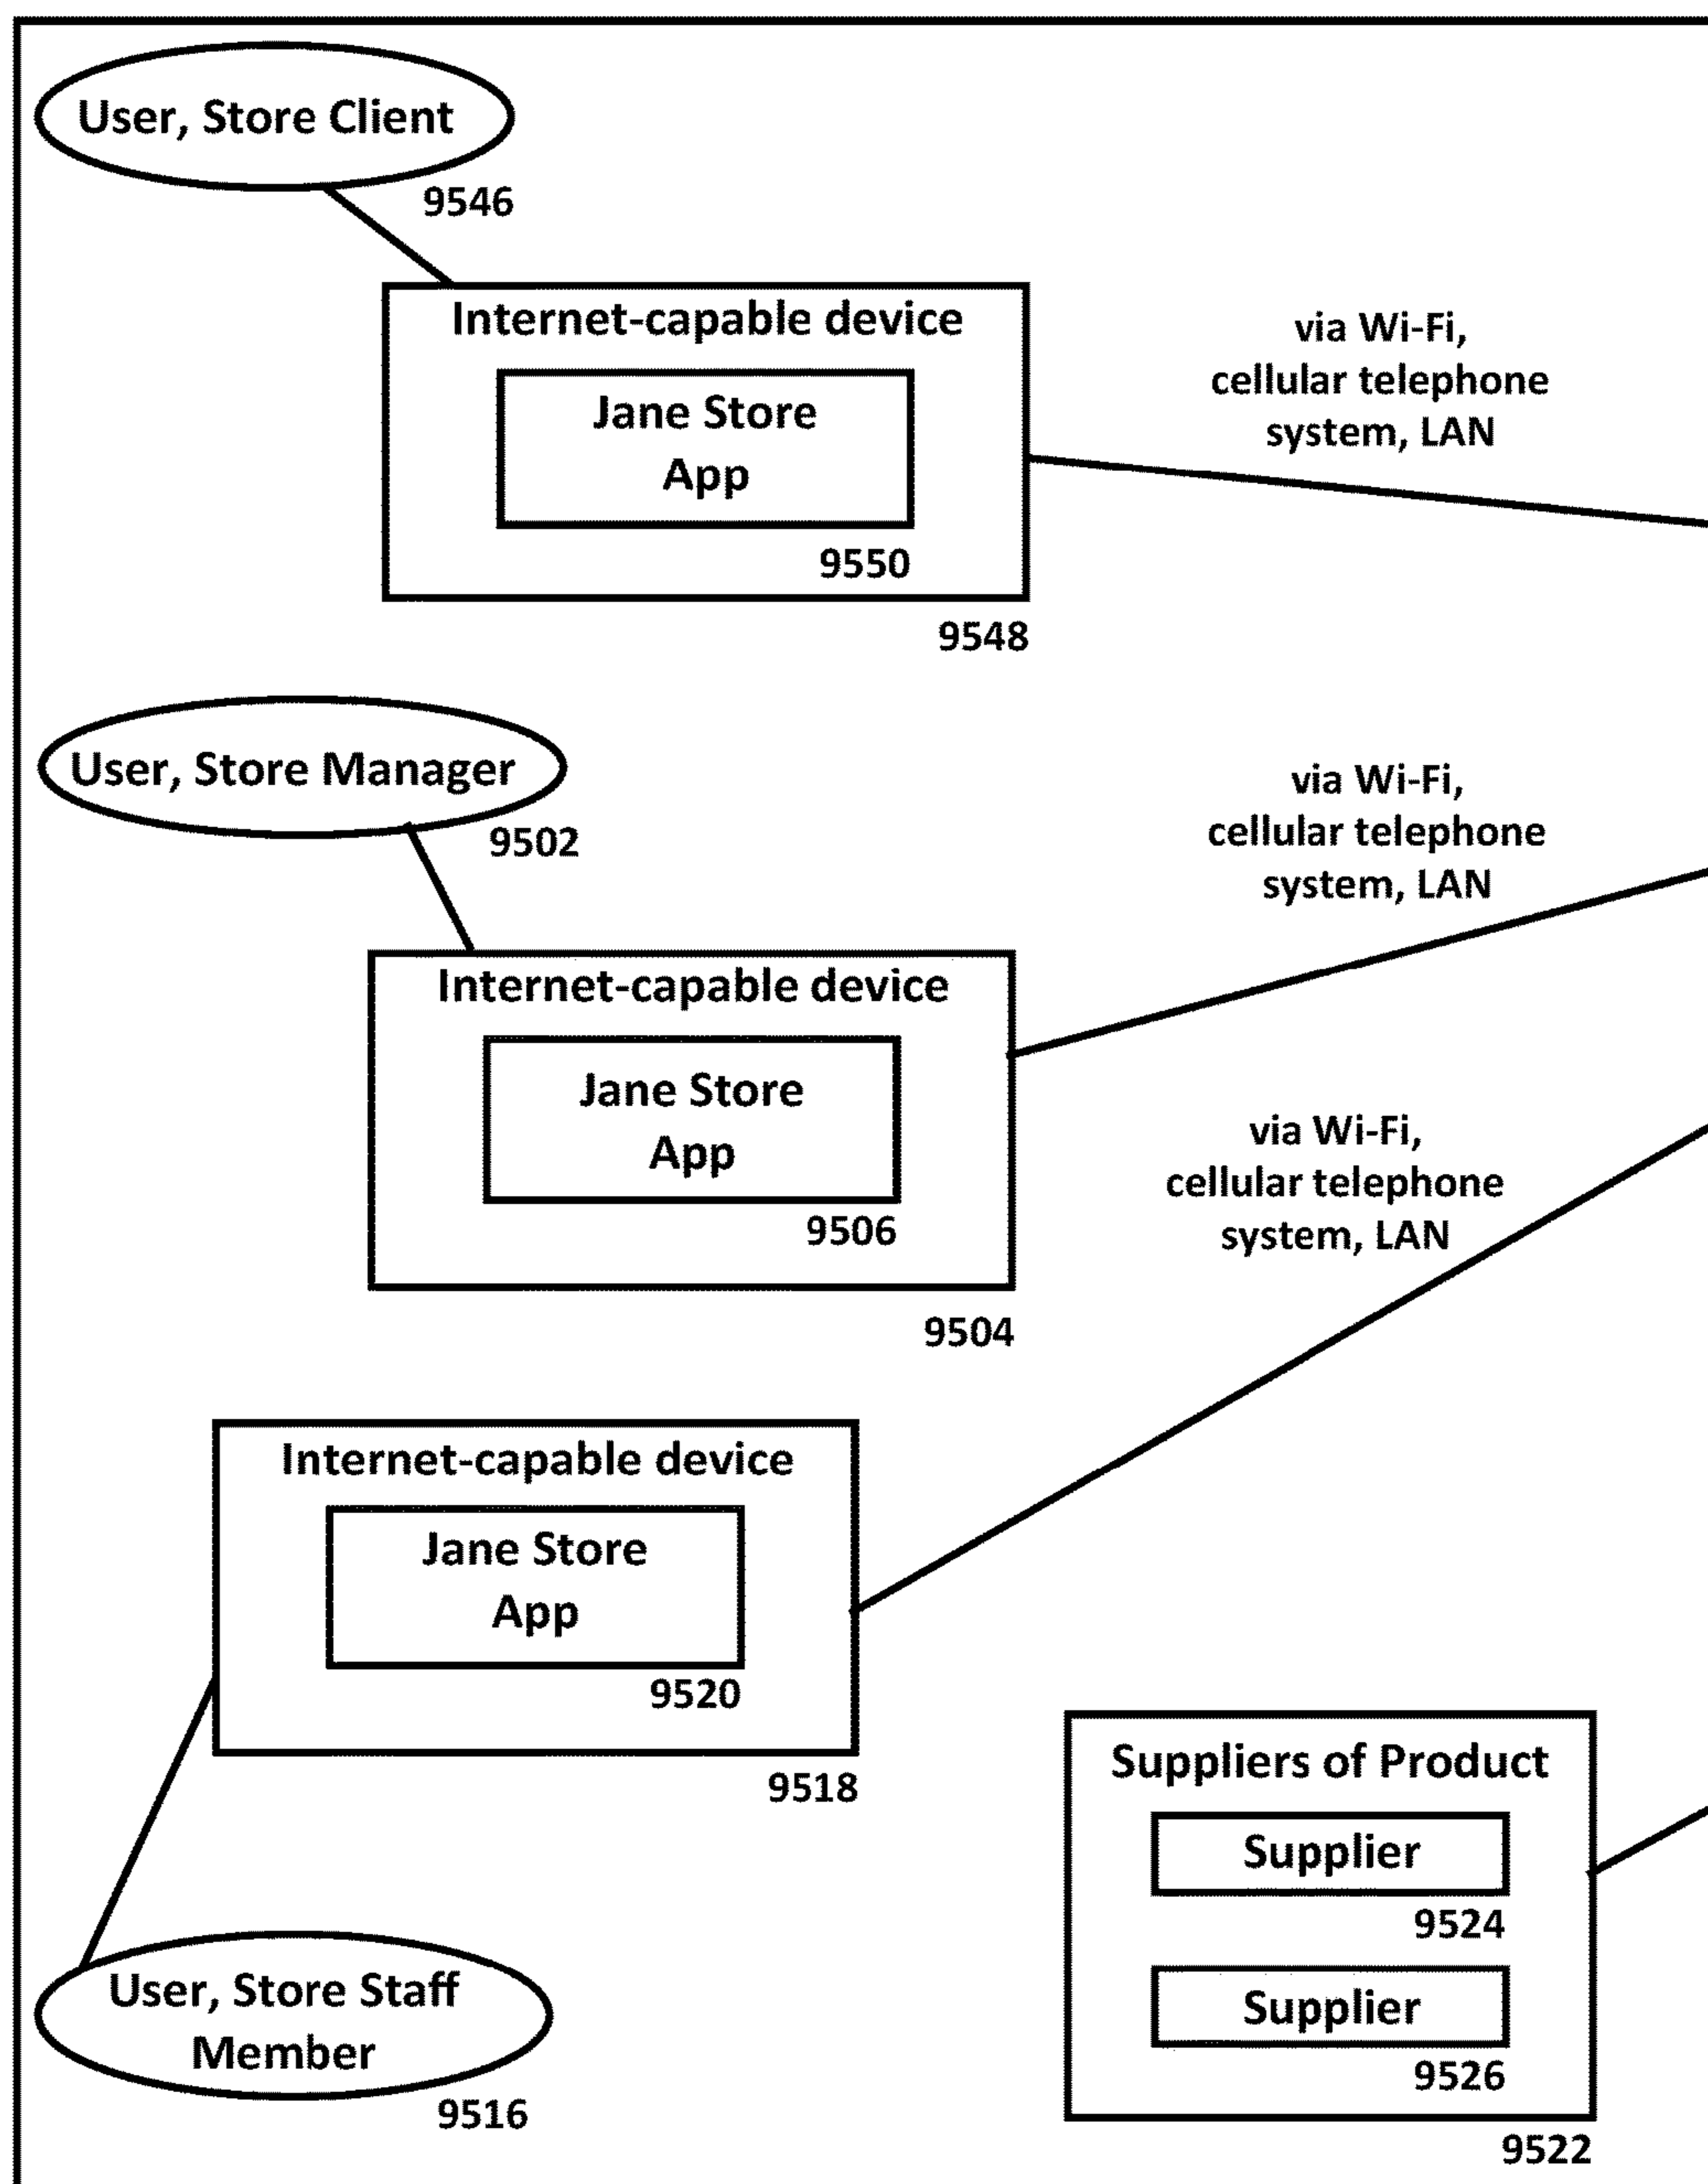 User, Store Client
9546
Internet-capable device
Jane Store
App
9550
9548
via Wi-Fi,
cellular telephone
system, LAN
User, Store Manager
9502
Internet-capable device
Jane Store
App
9506
9504
via Wi-Fi,
cellular telephone
system, LAN
via Wi-Fi,
cellular telephone
system, LAN
Internet-capable device
Jane Store
App
9520
9518
User, Store Staff
Member
9516
Suppliers of Product
Supplier
9524
Supplier
9526
9522